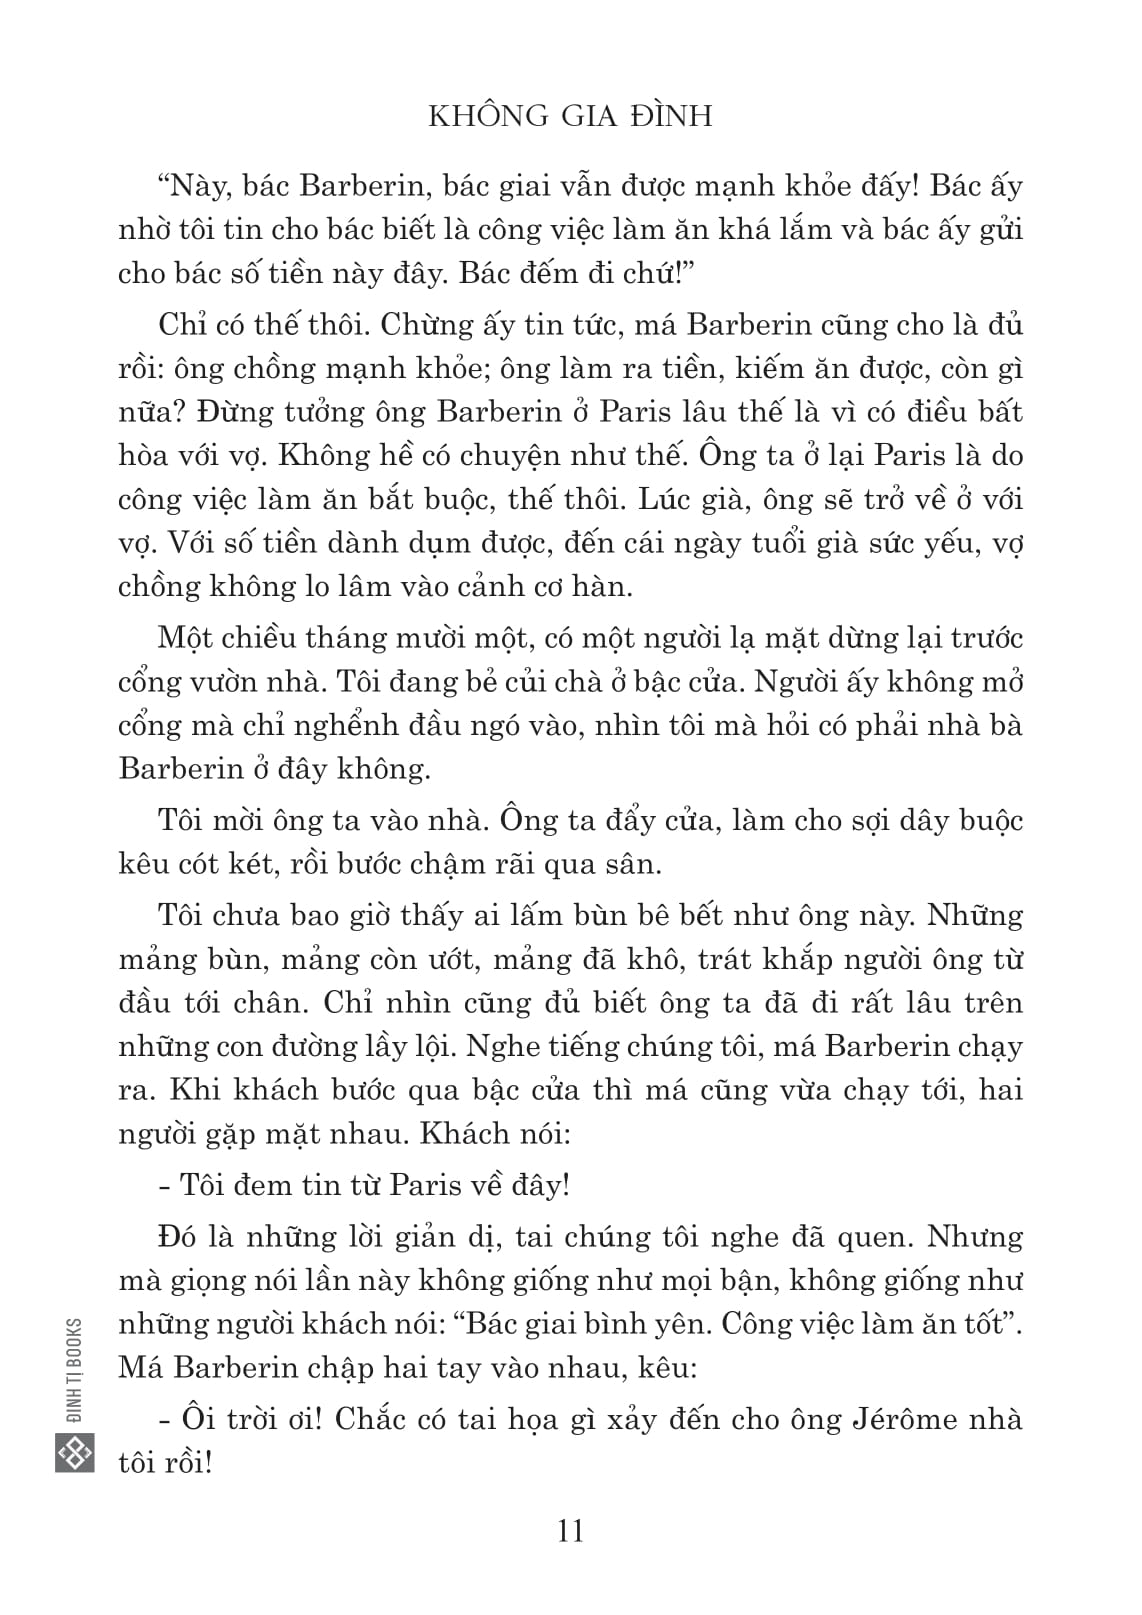 KHÔNG GIA ĐÌNH
“Này, bác Barberin, bác giai vẫn được mạnh khỏe đấy! Bác ấy
nhờ tôi tin cho bác biết là công việc làm ăn khá lắm và bác ấy gửi
cho bác số tiền này đây. Bác đếm đi chứ!”
Chỉ có thế thôi. Chừng ấy tin tức, má Barberin cũng cho là đủ
rồi: ông chồng mạnh khỏe; ông làm ra tiền, kiếm ăn được, còn gì
nữa? Đừng tưởng ông Barberin ở Paris lâu thế là vì có điều bất
hòa với vợ. Không hề có chuyện như thế. Ông ta ở lại Paris là do
công việc làm ăn bắt buộc, thế thôi. Lúc già, ông sẽ trở về ở với
vợ. Với số tiền dành dụm được, đến cái ngày tuổi già sức yếu, vợ
chồng không lo lâm vào cảnh cơ hàn.
Một chiều tháng mười một, có một người lạ mặt dừng lại trước
cổng vườn nhà. Tôi đang bẻ củi chà ở bậc cửa. Người ấy không mở
cổng mà chỉ nghểnh đầu ngó vào, nhìn tôi mà hỏi có phải nhà bà
Barberin ở đây không.
Tôi mời ông ta vào nhà. Ông ta đẩy cửa, làm cho sợi dây buộc
kêu cót két, rồi bước chậm rãi qua sân.
Tôi chưa bao giờ thấy ai lấm bùn bê bết như ông này. Những
mảng bùn, mảng còn ướt, mảng đã khô, trát khắp người ông từ
đầu tới chân. Chỉ nhìn cũng đủ biết ông ta đã đi rất lâu trên
những con đường lầy lội. Nghe tiếng chúng tôi, má Barberin chạy
ra. Khi khách bước qua bậc cửa thì má cũng vừa chạy tới, hai
người gặp mặt nhau. Khách nói:
- Tôi đem tin từ Paris về đây!
Đó là những lời giản dị, tai chúng tôi nghe đã quen. Nhưng
mà giọng nói lần này không giống như mọi bận, không giống như
những người khách nói: “Bác giai bình yên. Công việc làm ăn tốt”.
Má Barberin chập hai tay vào nhau, kêu:
- Ôi trời ơi! Chắc có tai họa gì xảy đến cho ông Jérôme nhà
tôi rồi!
ĐINH TỊ BOOKS
11